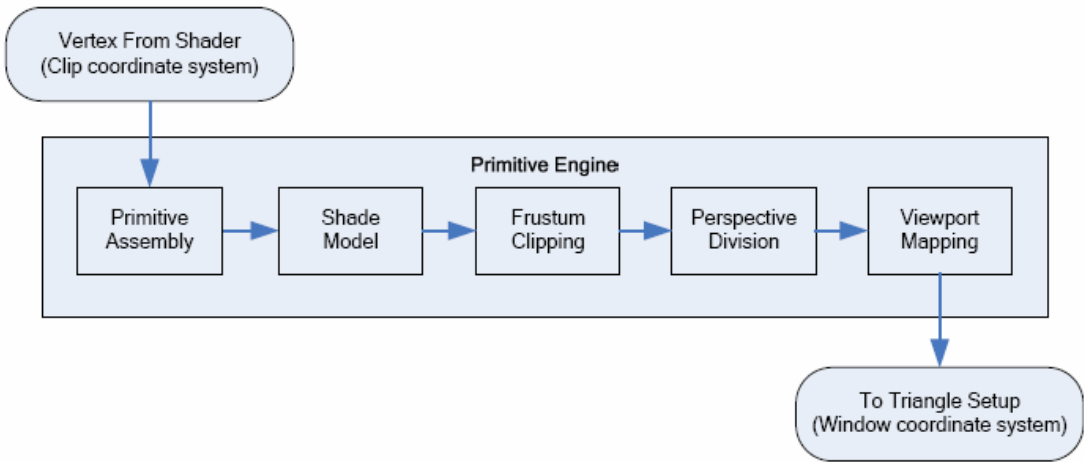 Vertex From Shader
(Clip coordinate system)
Primitive Engine
Primitive
Assembly
Shade
Model
Frustum
Clipping
Perspective
Division
Viewport
Mapping
To Triangle Setup
(Window coordinate system)